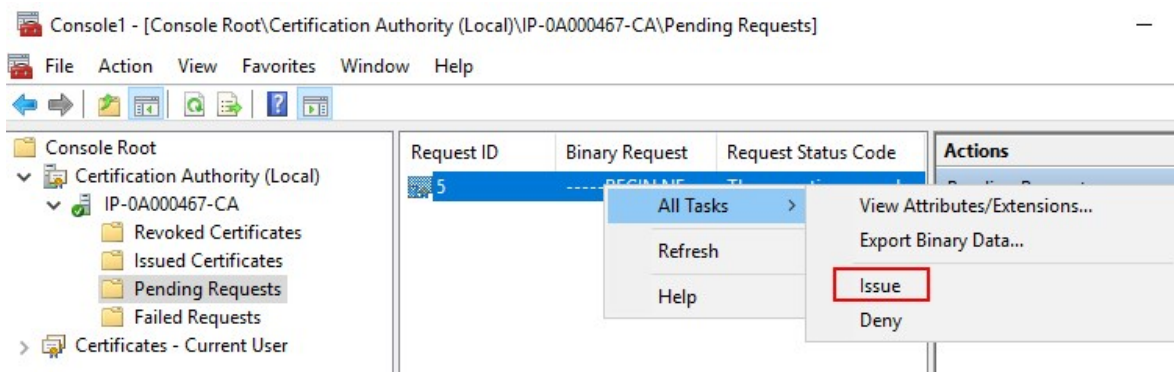 Console1 - [Console Root\Certification Authority (Local)\IP-0A000467-CA\Pending Requests]
File Action View Favorites Window Help
Console Root
Certification Authority (Local)
IP-0A000467-CA
Revoked Certificates
Issued Certificates
Pending Requests
Failed Requests
Certificates - Current User
Request ID Binary Request Request Status Code
5
All Tasks
Refresh
Help
Actions
View Attributes/Extensions...
Export Binary Data...
Issue
Deny